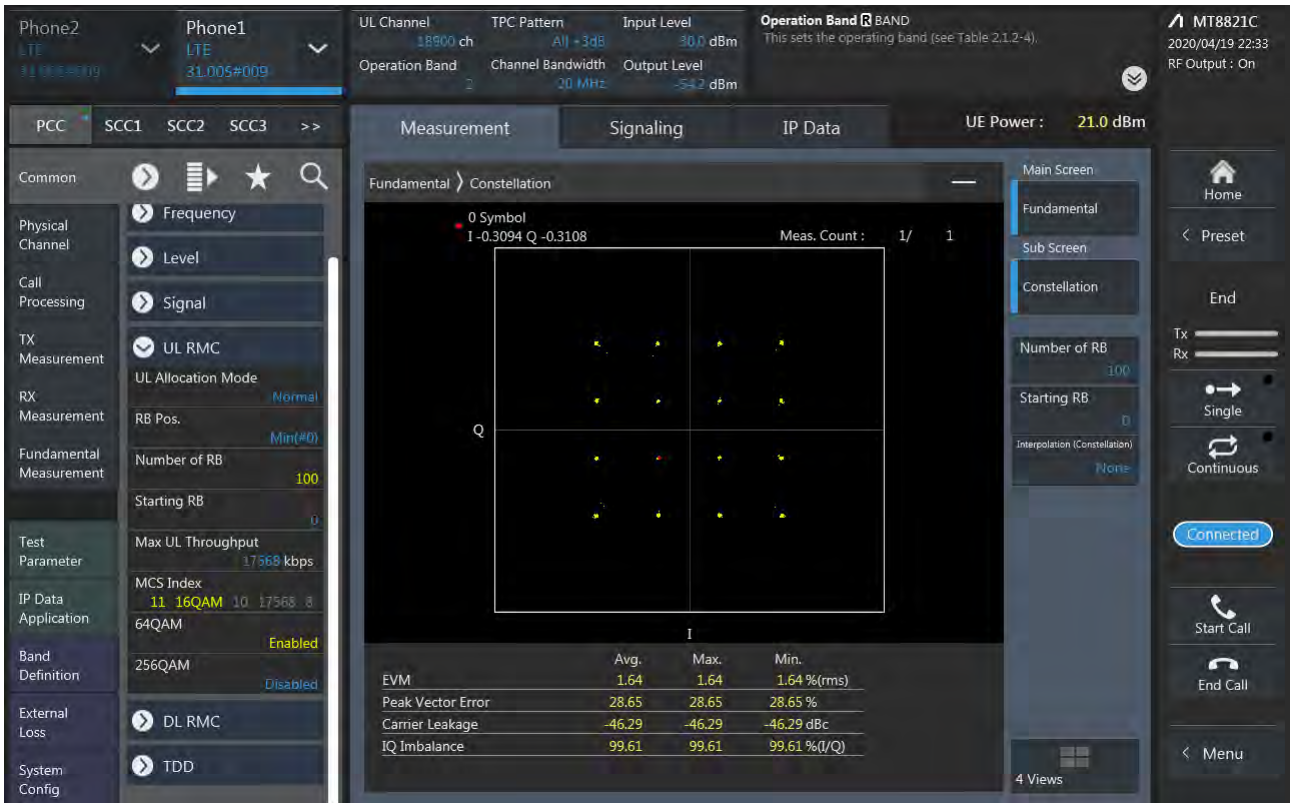 Phone2
LTE
Phone1
LTE
31.005#009
UL Channel
18900 ch
Operation Band
2
TPC Pattern
All +3dB
Channel Bandwidth
20 MHz
Input Level
30.0 dBm
Output Level
-54.2 dBm
Operation Band R BAND
This sets the operating band (see Table 2.1.2-4).
MT8821C
2020/04/19 22:33
RF Output : On
PCC SCC1 SCC2 SCC3 >>
Measurement Signaling IP Data
UE Power : 21.0 dBm
Common
Physical
Channel
Call
Processing
TX
Measurement
RX
Measurement
Fundamental
Measurement
Test
Parameter
IP Data
Application
Band
Definition
External
Loss
System
Config
Frequency
Level
Signal
UL RMC
UL Allocation Mode
Normal
RB Pos.
Min(#0)
Number of RB
100
Starting RB
0
Max UL Throughput
17568 kbps
MCS Index
11 16QAM 10 17568 8
64QAM
Enabled
256QAM
Disabled
DL RMC
TDD
Fundamental > Constellation
0 Symbol
I -0.3094 Q -0.3108
Meas. Count : 1/ 1
Q
I
Avg. Max. Min.
EVM 1.64 1.64 1.64 %(rms)
Peak Vector Error 28.65 28.65 28.65 %
Carrier Leakage -46.29 -46.29 -46.29 dBc
IQ Imbalance 99.61 99.61 99.61 %(I/Q)
Main Screen
Fundamental
Sub Screen
Constellation
Number of RB
100
Starting RB
0
Interpolation (Constellation)
None
4 Views
Home
< Preset
End
Tx
Rx
Single
Continuous
Connected
Start Call
End Call
< Menu